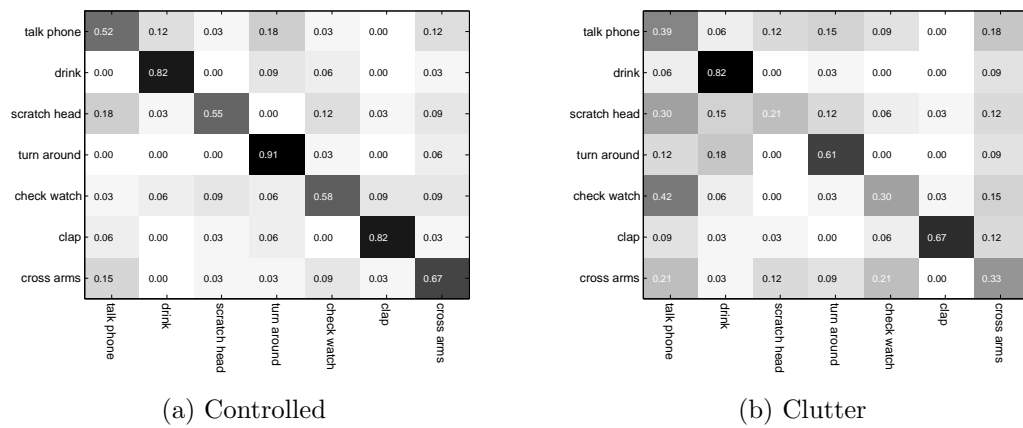 talk phone 0.52 0.12 0.03 0.18 0.03 0.00 0.12
drink 0.00 0.82 0.00 0.09 0.06 0.00 0.03
scratch head 0.18 0.03 0.55 0.00 0.12 0.03 0.09
turn around 0.00 0.00 0.00 0.91 0.03 0.00 0.06
check watch 0.03 0.06 0.09 0.06 0.58 0.09 0.09
clap 0.06 0.00 0.03 0.06 0.00 0.82 0.03
cross arms 0.15 0.00 0.03 0.03 0.09 0.03 0.67
talk phone drink scratch head turn around check watch clap cross arms
(a) Controlled
talk phone 0.39 0.06 0.12 0.15 0.09 0.00 0.18
drink 0.06 0.82 0.00 0.03 0.00 0.00 0.09
scratch head 0.30 0.15 0.21 0.12 0.06 0.03 0.12
turn around 0.12 0.18 0.00 0.61 0.00 0.00 0.09
check watch 0.42 0.06 0.00 0.03 0.30 0.03 0.15
clap 0.09 0.03 0.03 0.00 0.06 0.67 0.12
cross arms 0.21 0.03 0.12 0.09 0.21 0.00 0.33
talk phone drink scratch head turn around check watch clap cross arms
(b) Clutter